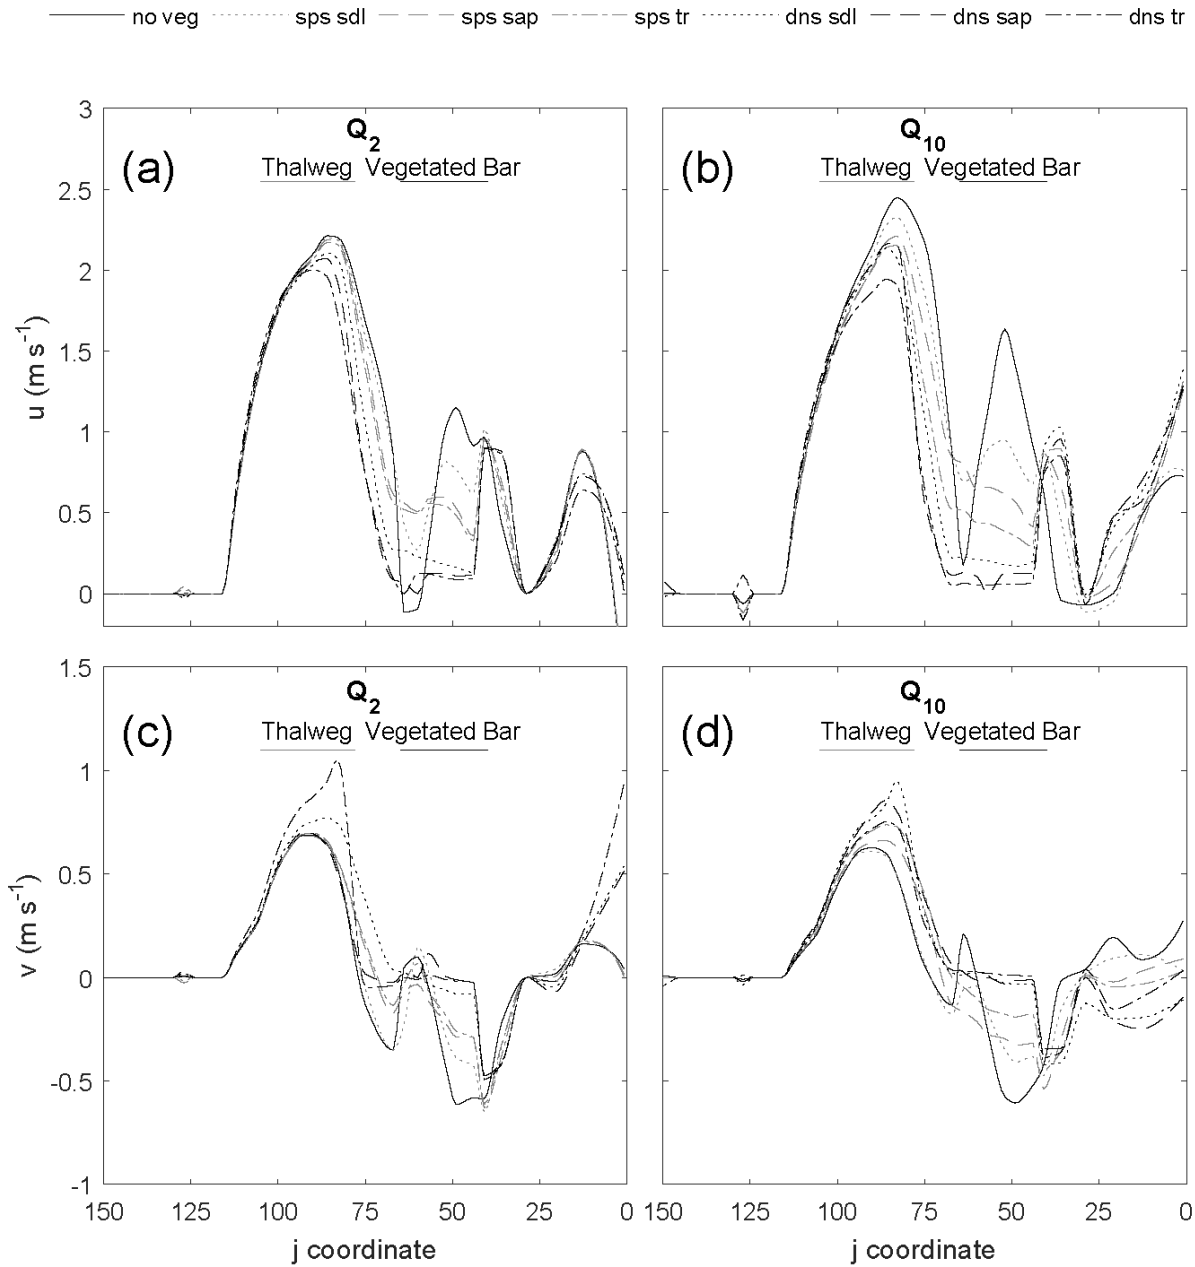 no veg sps sdl sps sap sps tr dns sdl dns sap dns tr
Q2 Q10
(a) Thalweg Vegetated Bar (b) Thalweg Vegetated Bar
3
2.5
2
1.5
1
0.5
0
u (m s-1)
Q2 Q10
(c) Thalweg Vegetated Bar (d) Thalweg Vegetated Bar
1.5
1
0.5
0
-0.5
-1
v (m s-1)
150 125 100 75 50 25 0 150 125 100 75 50 25 0
j coordinate j coordinate